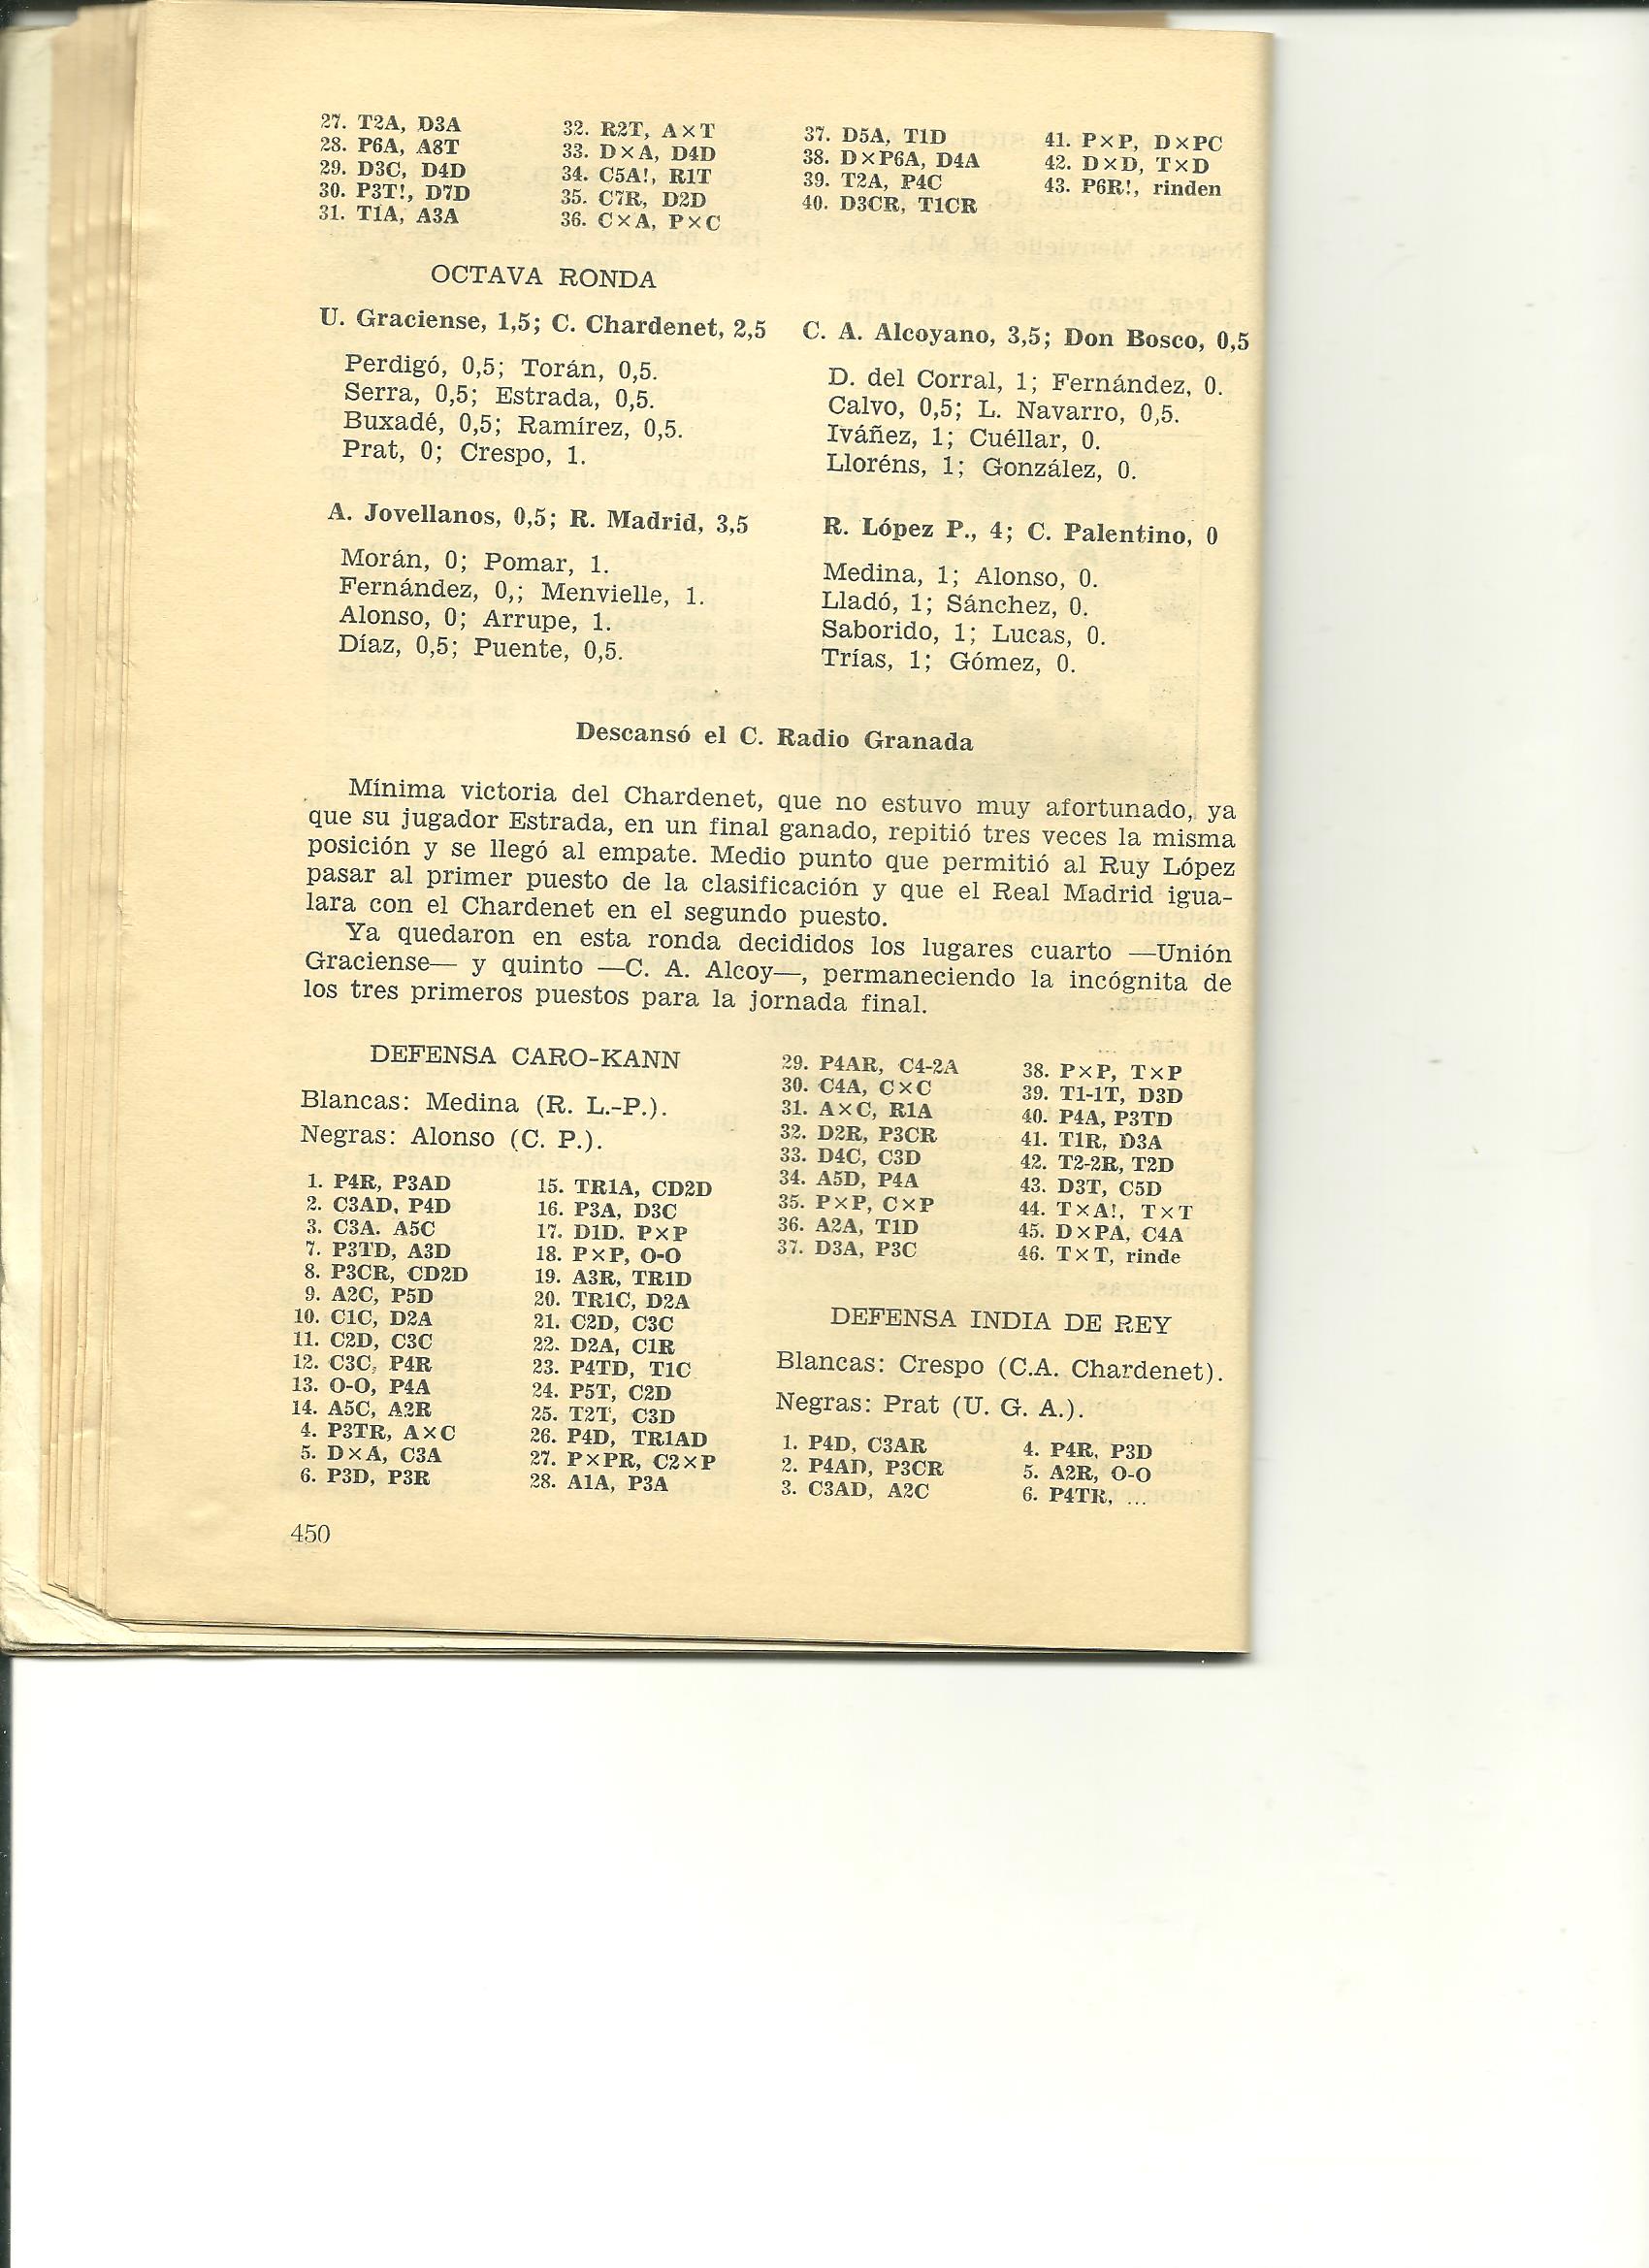 27. T2A, D3A
28. P6A, A8T
29. D3C, D4D
30. P3T!, D7D
31. T1A, A3A
32. R2T, A×T
33. D×A, D4D
34. C5A!, R1T
35. C7R, D2D
36. C×A, P×C
37. D5A, T1D
38. D×P6A, D4A
39. T2A, P4C
40. D3CR, T1CR
41. P×P, D×PC
42. D×D, T×D
43. P6R!, rinden
OCTAVA RONDA
U. Graciense, 1,5; C. Chardenet, 2,5
Perdigó, 0,5; Torán, 0,5.
Serra, 0,5; Estrada, 0,5.
Buxadé, 0,5; Ramírez, 0,5.
Prat, 0; Crespo, 1.
C. A. Alcoyano, 3,5; Don Bosco, 0,5
D. del Corral, 1; Fernández, 0.
Calvo, 0,5; L. Navarro, 0,5.
Iváñez, 1; Cuéllar, 0.
Lloréns, 1; González, 0.
A. Jovellanos, 0,5; R. Madrid, 3,5
Morán, 0; Pomar, 1.
Fernández, 0,; Menvielle, 1.
Alonso, 0; Arrupe, 1.
Díaz, 0,5; Puente, 0,5.
R. López P., 4; C. Palentino, 0
Medina, 1; Alonso, 0.
Lladó, 1; Sánchez, 0.
Saborido, 1; Lucas, 0.
Trías, 1; Gómez, 0.
Descansó el C. Radio Granada
Mínima victoria del Chardenet, que no estuvo muy afortunado, ya
que su jugador Estrada, en un final ganado, repitió tres veces la misma
posición y se llegó al empate. Medio punto que permitió al Ruy López
pasar al primer puesto de la clasificación y que el Real Madrid igua-
lara con el Chardenet en el segundo puesto.
Ya quedaron en esta ronda decididos los lugares cuarto —Unión
Graciense— y quinto —C. A. Alcoy—, permaneciendo la incógnita de
los tres primeros puestos para la jornada final.
DEFENSA CARO-KANN
Blancas: Medina (R. L.-P.).
Negras: Alonso (C. P.).
1. P4R, P3AD
2. C3AD, P4D
3. C3A. A5C
7. P3TD, A3D
8. P3CR, CD2D
9. A2C, P5D
10. C1C, D2A
11. C2D, C3C
12. C3C, P4R
13. O-O, P4A
14. A5C, A2R
4. P3TR, A×C
5. D×A, C3A
6. P3D, P3R
15. TR1A, CD2D
16. P3A, D3C
17. D1D. P×P
18. P×P, O-O
19. A3R, TR1D
20. TR1C, D2A
21. C2D, C3C
22. D2A, C1R
23. P4TD, T1C
24. P5T, C2D
25. T2T, C3D
26. P4D, TR1AD
27. P×PR, C2×P
28. A1A, P3A
29. P4AR, C4-2A
30. C4A, C×C
31. A×C, R1A
32. D2R, P3CR
33. D4C, C3D
34. A5D, P4A
35. P×P, C×P
36. A2A, T1D
37. D3A, P3C
38. P×P, T×P
39. T1-1T, D3D
40. P4A, P3TD
41. T1R, D3A
42. T2-2R, T2D
43. D3T, C5D
44. T×A!, T×T
45. D×PA, C4A
46. T×T, rinde
DEFENSA INDIA DE REY
Blancas: Crespo (C.A. Chardenet).
Negras: Prat (U. G. A.).
1. P4D, C3AR
2. P4AD, P3CR
3. C3AD, A2C
4. P4R, P3D
5. A2R, O-O
6. P4TR, ...
450